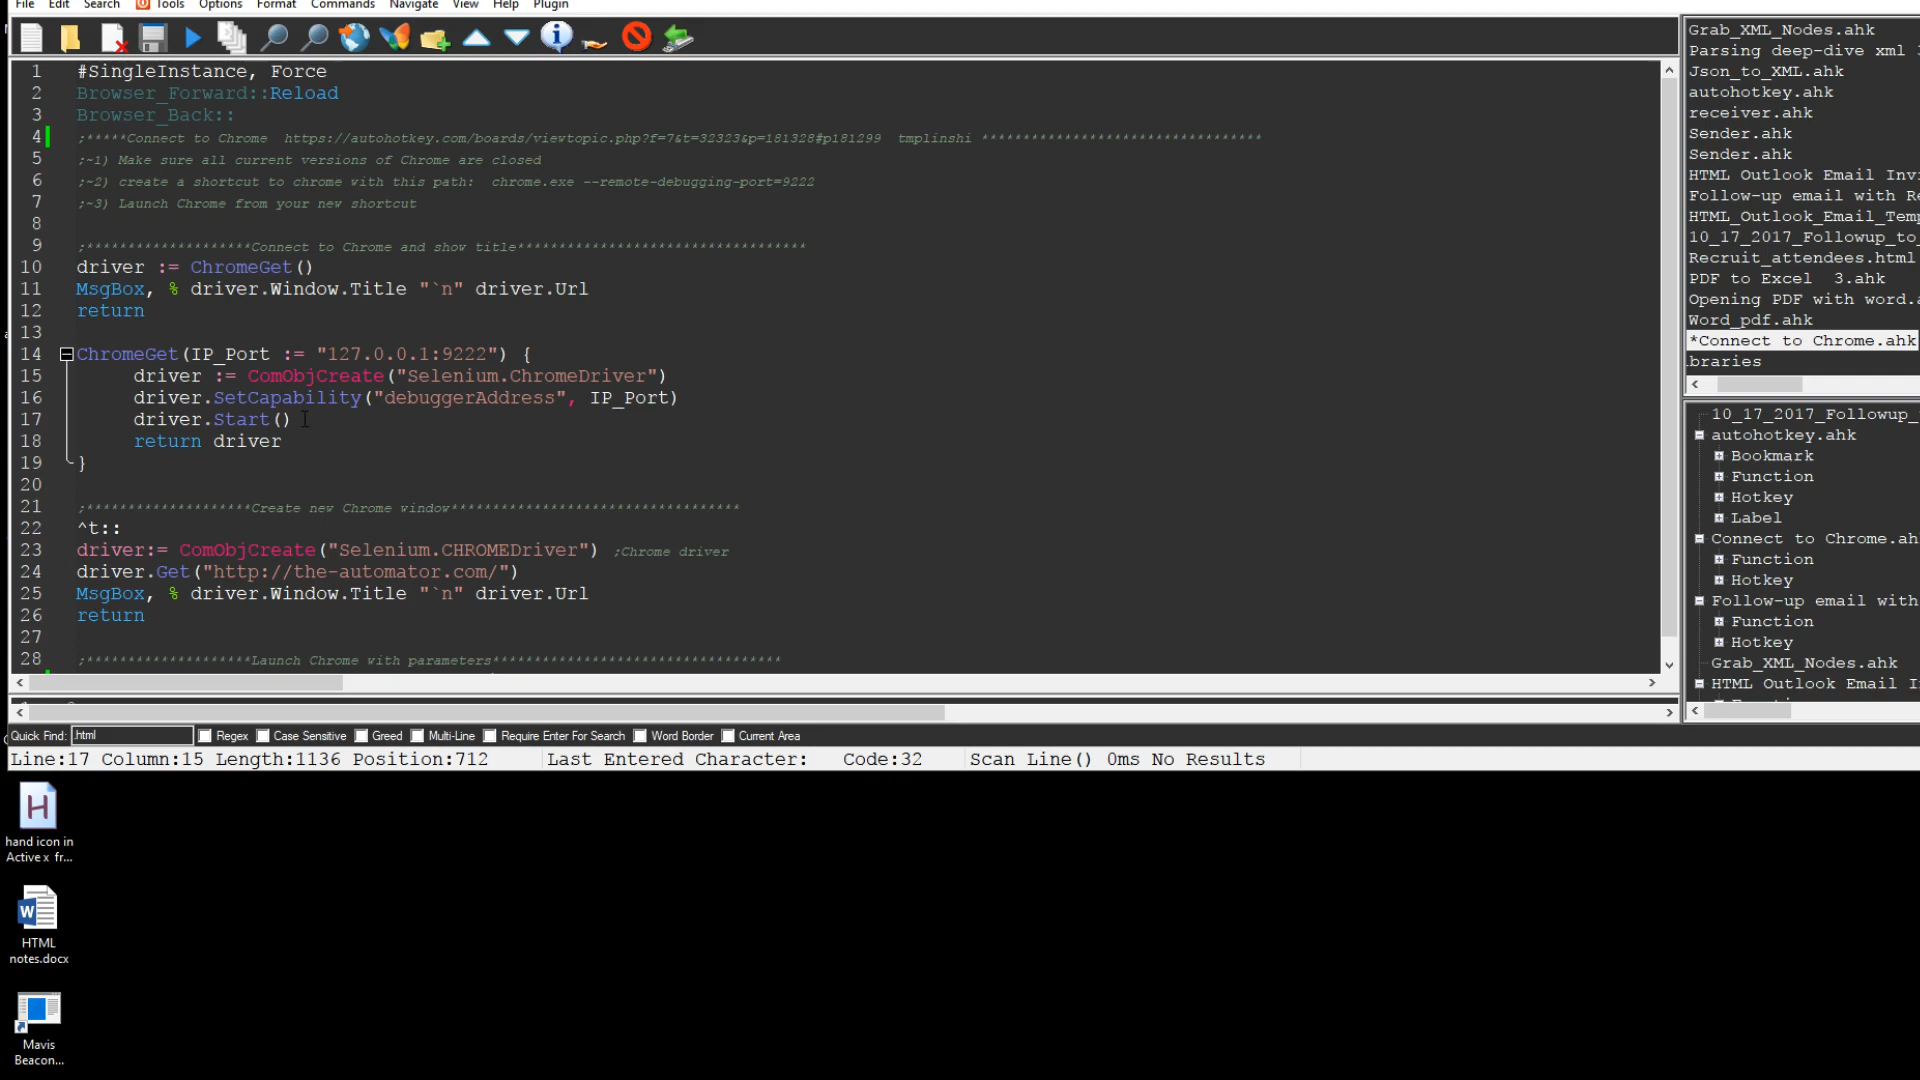 File Edit Search Tools Options Format Commands Navigate View Help Plugin
1 #SingleInstance, Force
2 Browser_Forward::Reload
3 Browser_Back::
4 ;*****Connect to Chrome https://autohotkey.com/boards/viewtopic.php?f=7&t=32323&p=181328#p181299 tmplinshi **********************************
5 ;~1) Make sure all current versions of Chrome are closed
6 ;~2) create a shortcut to chrome with this path: chrome.exe --remote-debugging-port=9222
7 ;~3) Launch Chrome from your new shortcut
8
9 ;********************Connect to Chrome and show title***********************************
10 driver := ChromeGet()
11 MsgBox, % driver.Window.Title "`n" driver.Url
12 return
13
14 ChromeGet(IP_Port := "127.0.0.1:9222") {
15 driver := ComObjCreate("Selenium.ChromeDriver")
16 driver.SetCapability("debuggerAddress", IP_Port)
17 driver.Start()
18 return driver
19 }
20
21 ;********************Create new Chrome window***********************************
22 ^t::
23 driver:= ComObjCreate("Selenium.CHROMEDriver") ;Chrome driver
24 driver.Get("http://the-automator.com/")
25 MsgBox, % driver.Window.Title "`n" driver.Url
26 return
27
28 ;********************Launch Chrome with parameters***********************************
Grab_XML_Nodes.ahk
Parsing deep-dive xml
Json_to_XML.ahk
autohotkey.ahk
receiver.ahk
Sender.ahk
Sender.ahk
HTML Outlook Email Invi
Follow-up email with Re
HTML_Outlook_Email_Temp
10_17_2017_Followup_to_
Recruit_attendees.html
PDF to Excel 3.ahk
Opening PDF with word.a
Word_pdf.ahk
*Connect to Chrome.ahk
braries
10_17_2017_Followup_
autohotkey.ahk
Bookmark
Function
Hotkey
Label
Connect to Chrome.ah
Function
Hotkey
Follow-up email with
Function
Hotkey
Grab_XML_Nodes.ahk
HTML Outlook Email I
Quick Find: .html Regex Case Sensitive Greed Multi-Line Require Enter For Search Word Border Current Area
Line:17 Column:15 Length:1136 Position:712 Last Entered Character: Code:32 Scan Line() 0ms No Results
hand icon in
Active x fr...
HTML
notes.docx
Mavis
Beacon...